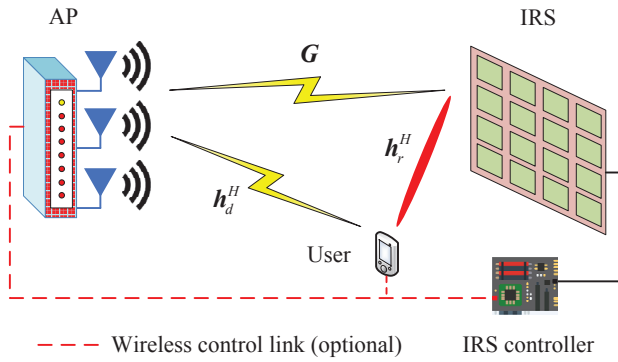 AP
IRS
G
h_r^H
h_d^H
User
Wireless control link (optional)
IRS controller